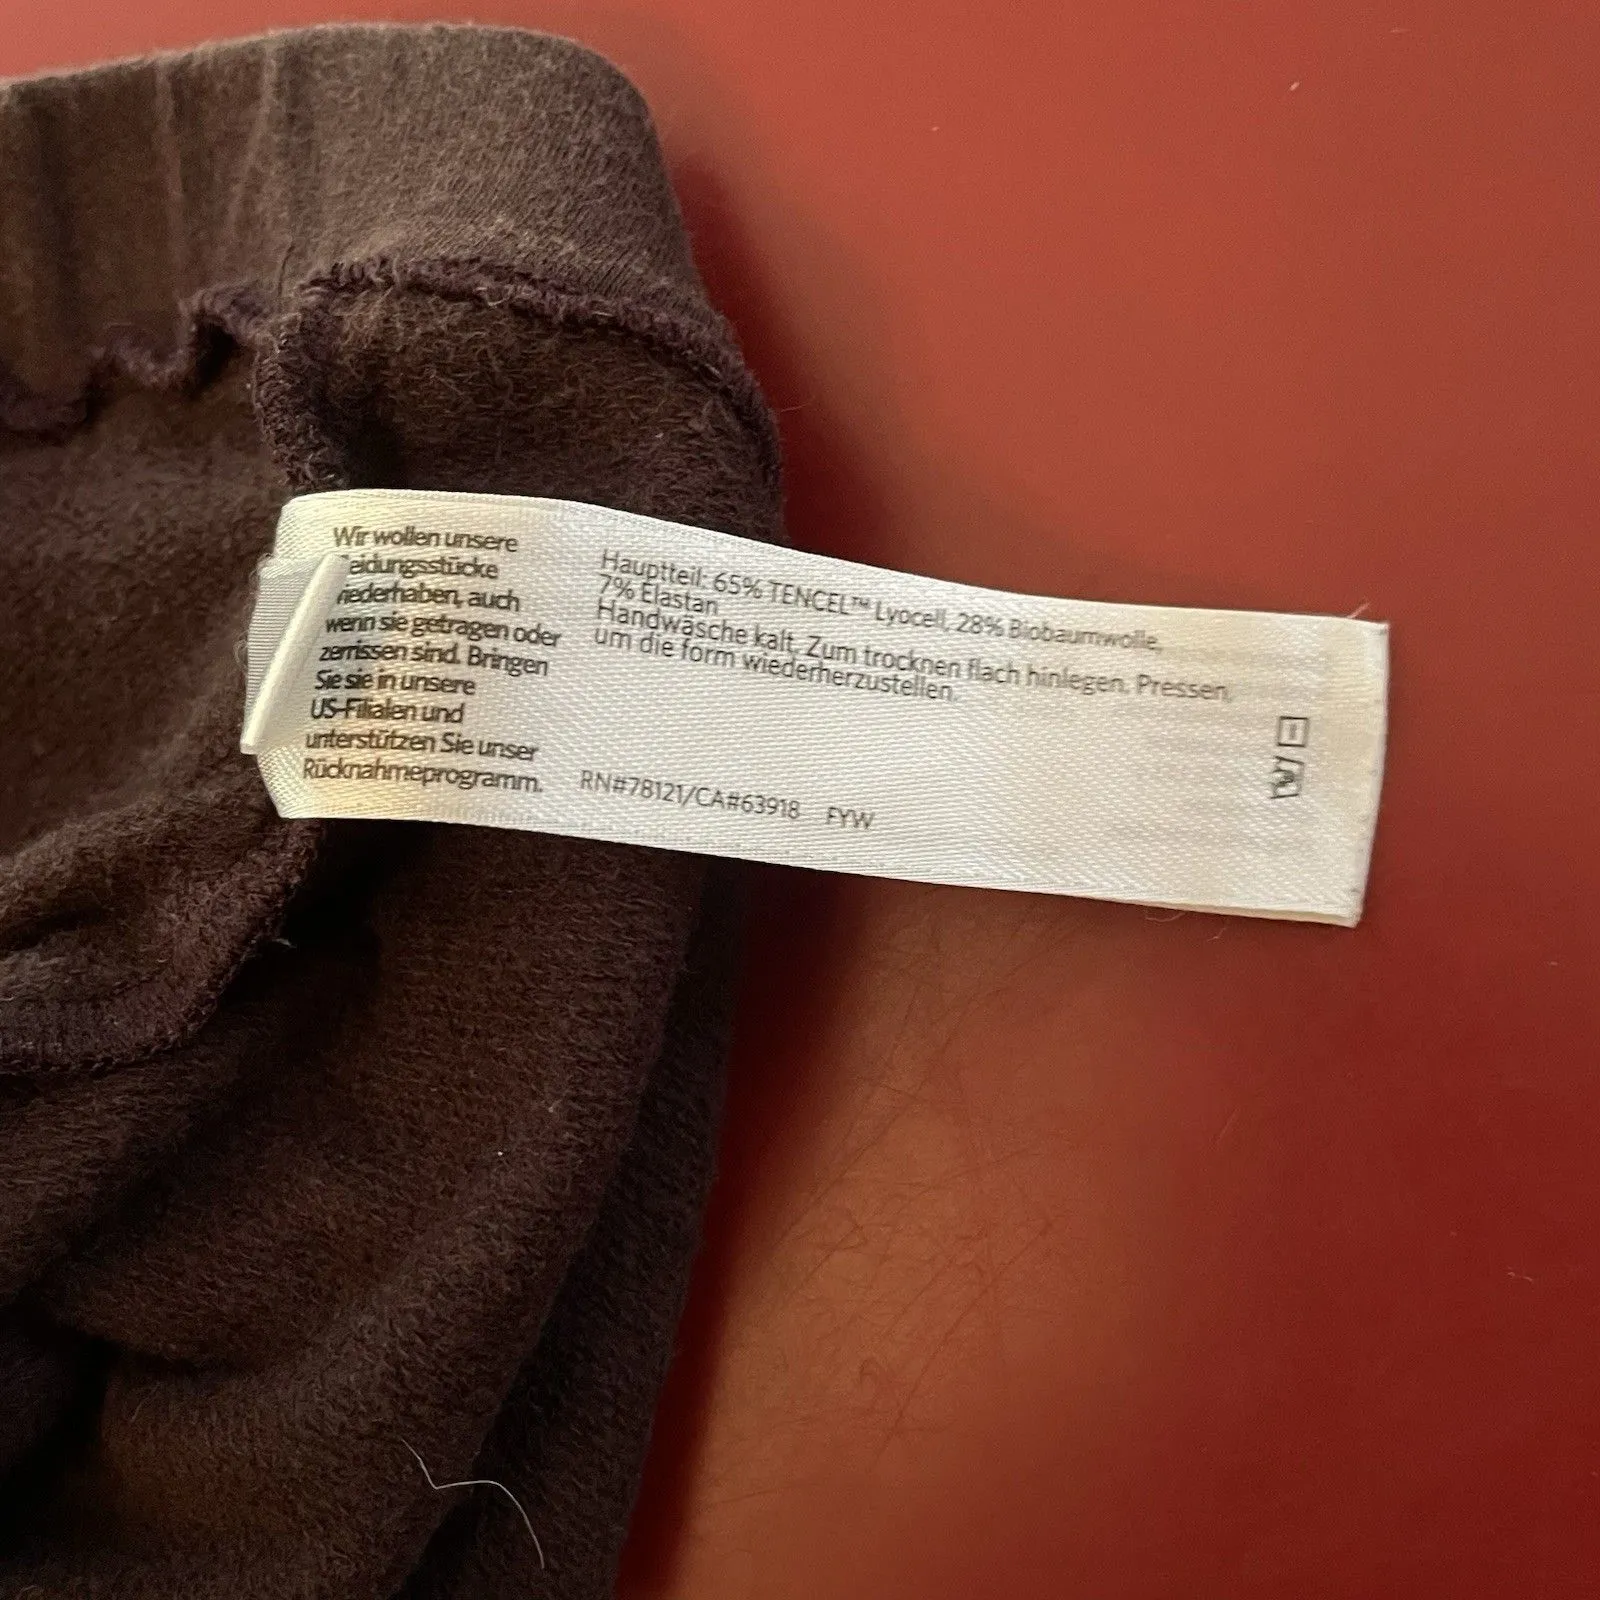 Wir wollen unsere
eidungsstücke
iederhaben, auch
wenn sie getragen oder
zerrissen sind. Bringen
Sie sie in unsere
US-Filialen und
unterstützen Sie unser
Rücknahmeprogramm.
Hauptteil: 65% TENCEL™ Lyocell, 28% Biobaumwolle,
7% Elastan
Handwäsche kalt. Zum trocknen flach hinlegen. Pressen,
um die form wiederherzustellen.
RN#78121/CA#63918 FYW